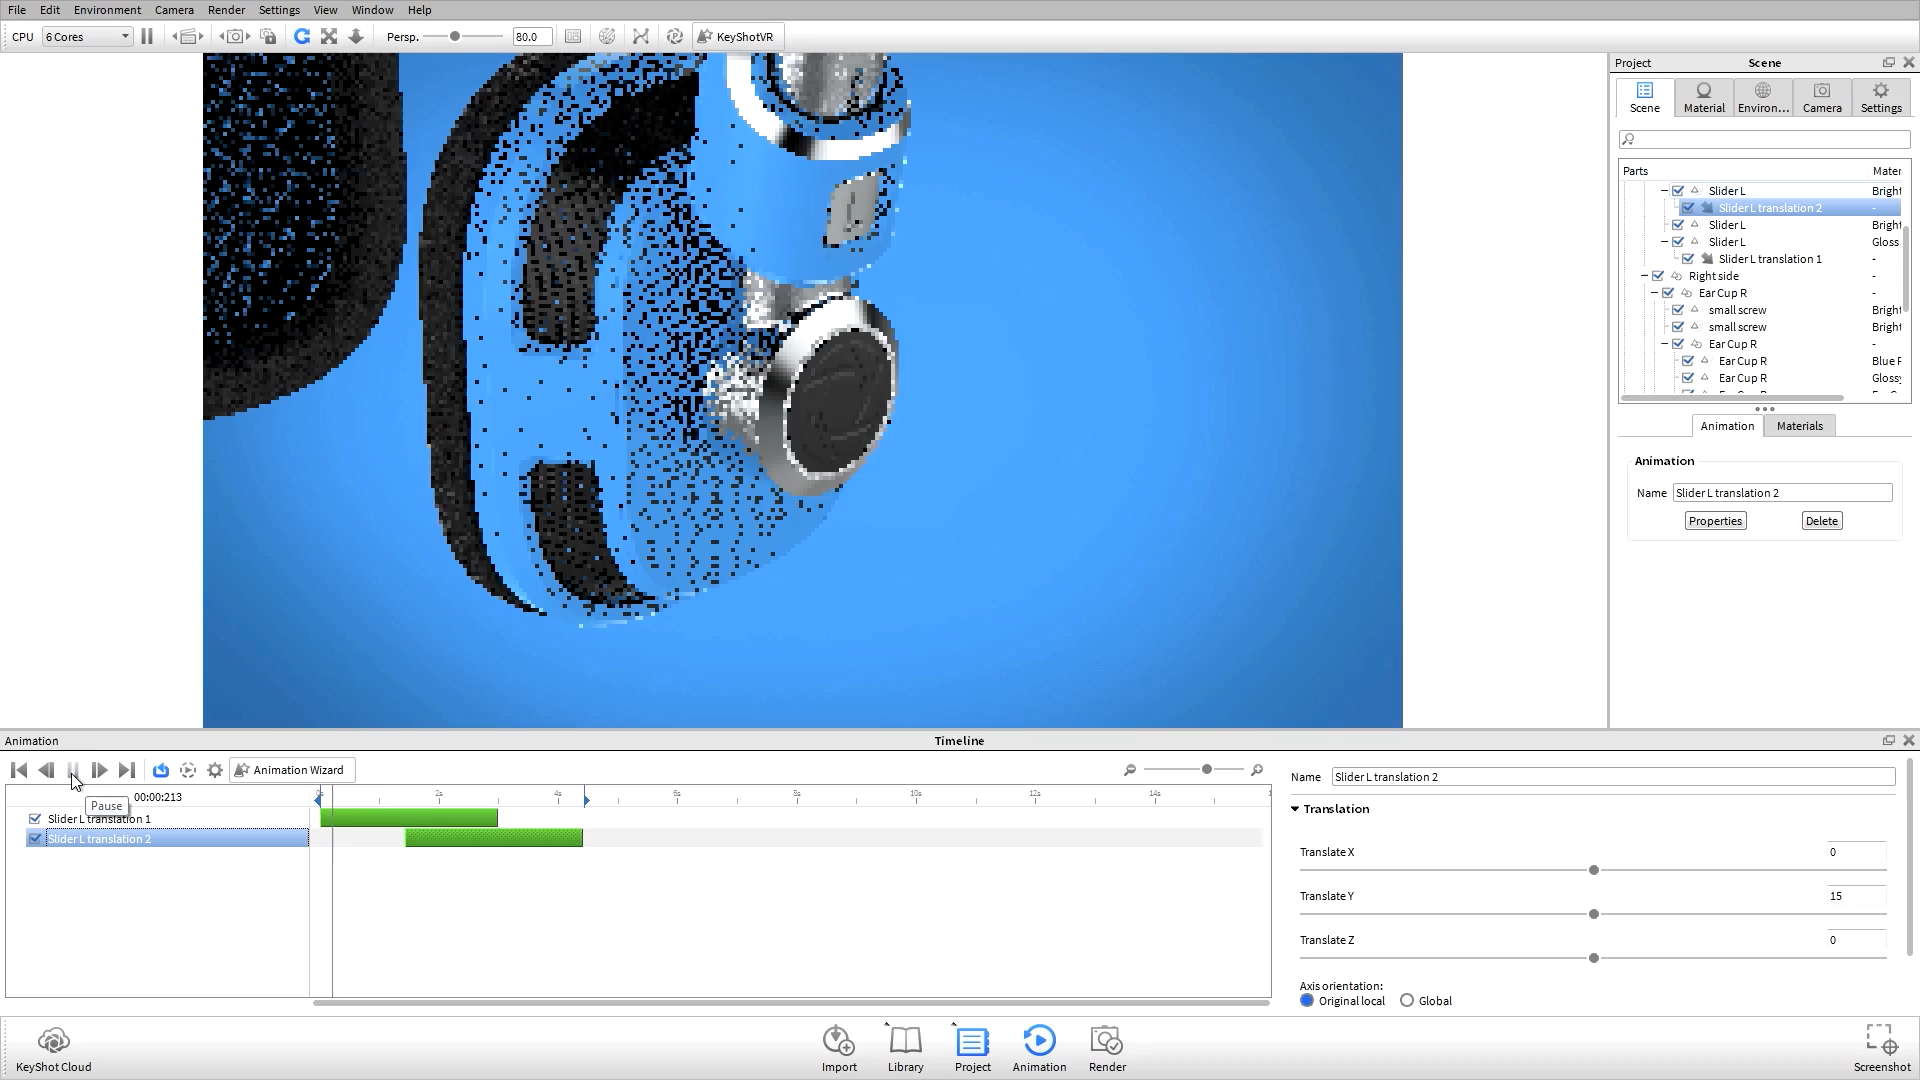 File Edit Environment Camera Render Settings View Window Help
CPU 6 Cores Persp. 80.0 KeyShotVR
Project Scene
Scene Material Environ... Camera Settings
Parts Mater
Slider L Bright
Slider L translation 2 -
Slider L Bright
Slider L Gloss
Slider L translation 1 -
Right side -
Ear Cup R -
small screw Bright
small screw Bright
Ear Cup R -
Ear Cup R Blue P
Ear Cup R Glossy
Animation Materials
Animation
Name Slider L translation 2
Properties Delete
Animation Timeline
Animation Wizard
00:00:213 0s 2s 4s 6s 8s 10s 12s 14s
Pause
Slider L translation 1
Slider L translation 2
Name Slider L translation 2
Translation
Translate X 0
Translate Y 15
Translate Z 0
Axis orientation:
Original local Global
KeyShot Cloud Import Library Project Animation Render Screenshot